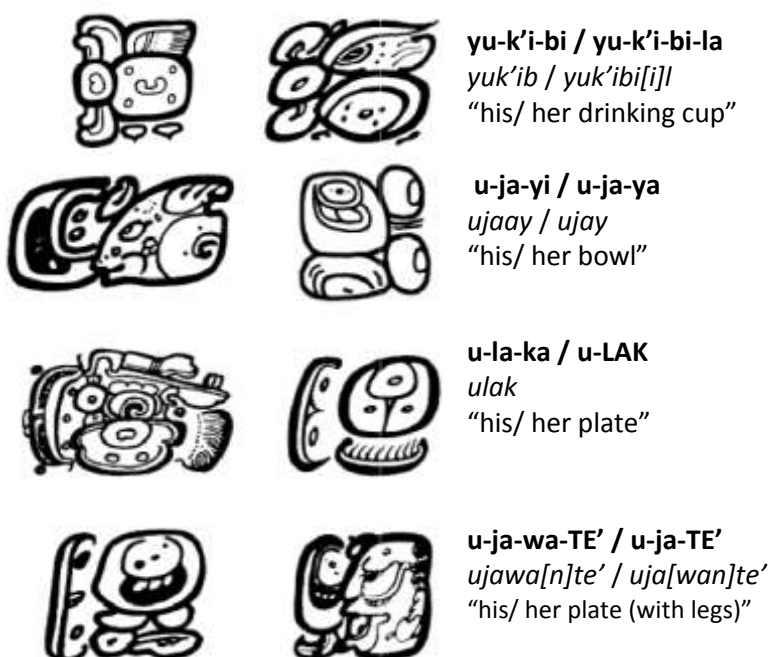 yu-k’i-bi / yu-k’i-bi-la
yuk’ib / yuk’ibi[i]l
“his/ her drinking cup”
u-ja-yi / u-ja-ya
ujaay / ujay
“his/ her bowl”
u-la-ka / u-LAK
ulak
“his/ her plate”
u-ja-wa-TE’ / u-ja-TE’
ujawa[n]te’ / uja[wan]te’
“his/ her plate (with legs)”